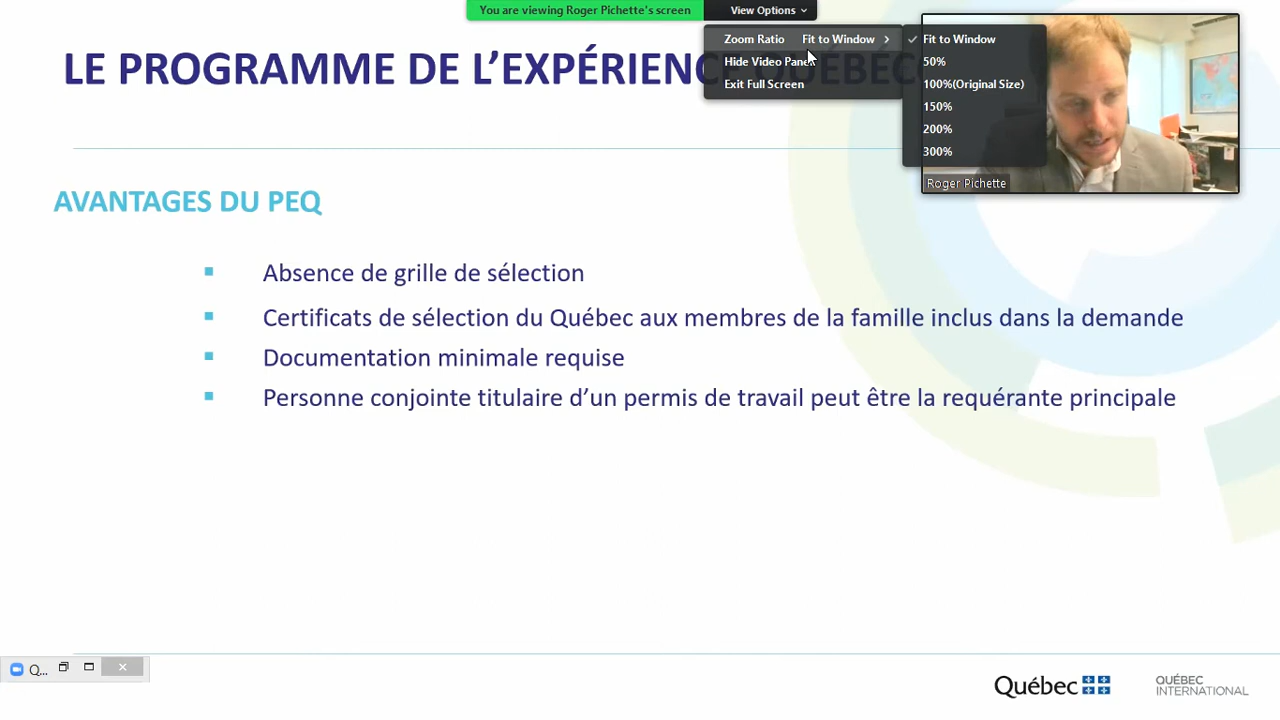 You are viewing Roger Pichette's screen
View Options
LE PROGRAMME DE L'EXPÉRIENCE QUÉBÉC
Zoom Ratio Fit to Window
Hide Video Panel
Exit Full Screen
Fit to Window
50%
100%(Original Size)
150%
200%
300%
Roger Pichette
AVANTAGES DU PEQ
Absence de grille de sélection
Certificats de sélection du Québec aux membres de la famille inclus dans la demande
Documentation minimale requise
Personne conjointe titulaire d'un permis de travail peut être la requérante principale
Q...
Québec
QUÉBEC
INTERNATIONAL